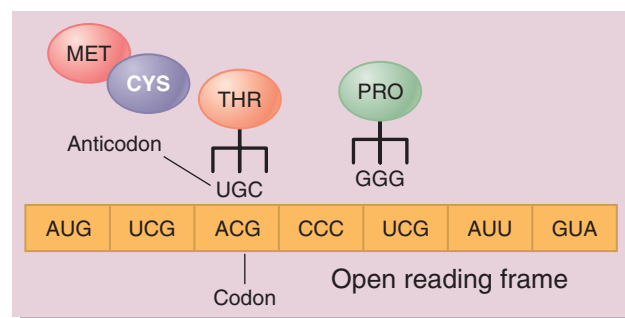 MET
CYS
THR
PRO
Anticodon
UGC
GGG
AUG UCG ACG CCC UCG AUU GUA
Open reading frame
Codon